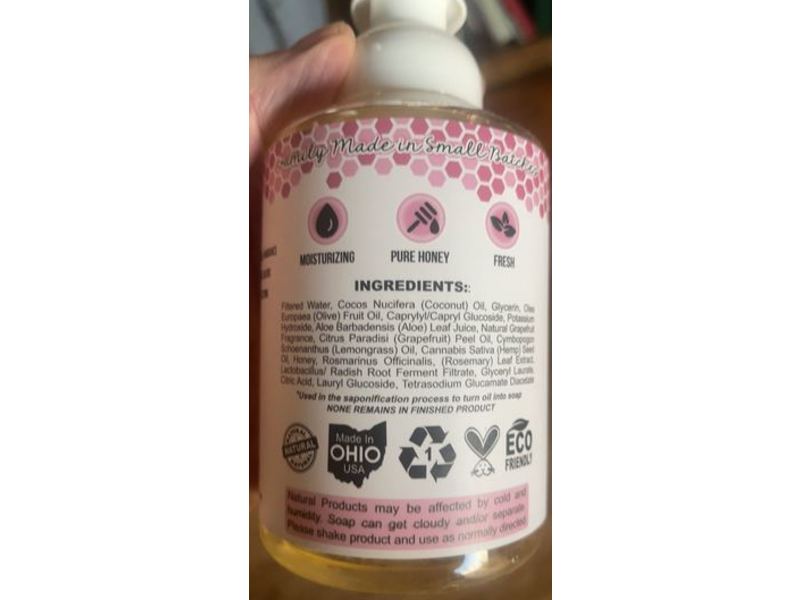 Family Made in Small Batches
MOISTURIZING
PURE HONEY
FRESH
INGREDIENTS::
Filtered Water, Cocos Nucifera (Coconut) Oil, Glycerin, Olea
Europaea (Olive) Fruit Oil, Caprylyl/Capryl Glucoside, Potassium
Hydroxide, Aloe Barbadensis (Aloe) Leaf Juice, Natural Grapefruit
Fragrance, Citrus Paradisi (Grapefruit) Peel Oil, Cymbopogon
Schoenanthus (Lemongrass) Oil, Cannabis Sativa (Hemp) Seed
Oil, Honey, Rosmarinus Officinalis, (Rosemary) Leaf Extract,
Lactobacillus/ Radish Root Ferment Filtrate, Glyceryl Laurate,
Citric Acid, Lauryl Glucoside, Tetrasodium Glucamate Diacetate
*Used in the saponification process to turn oil into soap
NONE REMAINS IN FINISHED PRODUCT
NATURAL
NATURAL
NATURAL
Made In
OHIO
USA
1
ECO
FRIENDLY
Natural Products may be affected by cold and
humidity. Soap can get cloudy and/or separate.
Please shake product and use as normally directed.